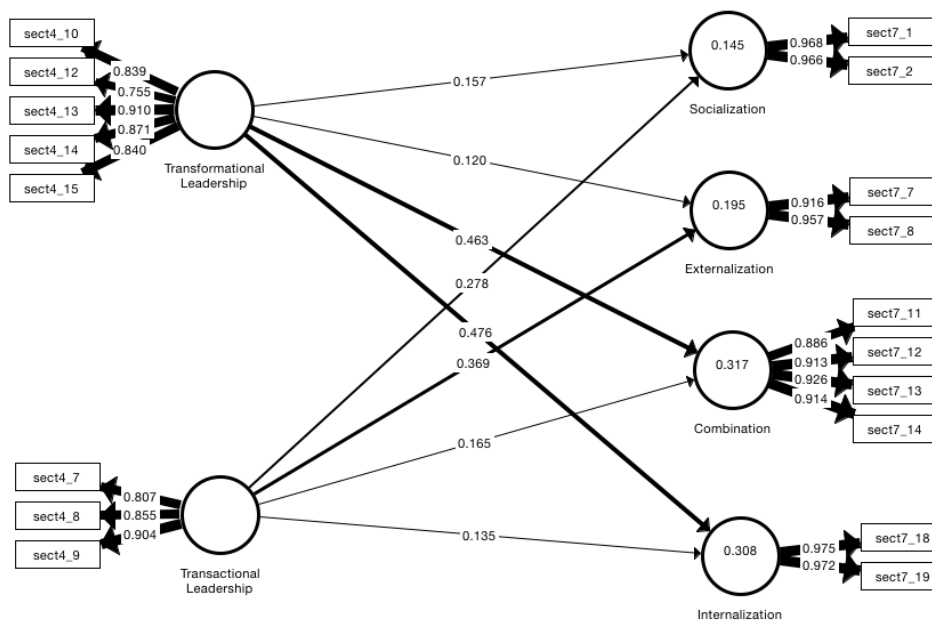 sect4_10
sect4_12
sect4_13
sect4_14
sect4_15
0.839
0.755
0.910
0.871
0.840
Transformational
Leadership
sect4_7
sect4_8
sect4_9
0.807
0.855
0.904
Transactional
Leadership
0.157
0.120
0.463
0.278
0.476
0.369
0.165
0.135
0.145
Socialization
0.968
0.966
sect7_1
sect7_2
0.195
Externalization
0.916
0.957
sect7_7
sect7_8
0.317
Combination
0.886
0.913
0.926
0.914
sect7_11
sect7_12
sect7_13
sect7_14
0.308
Internalization
0.975
0.972
sect7_18
sect7_19